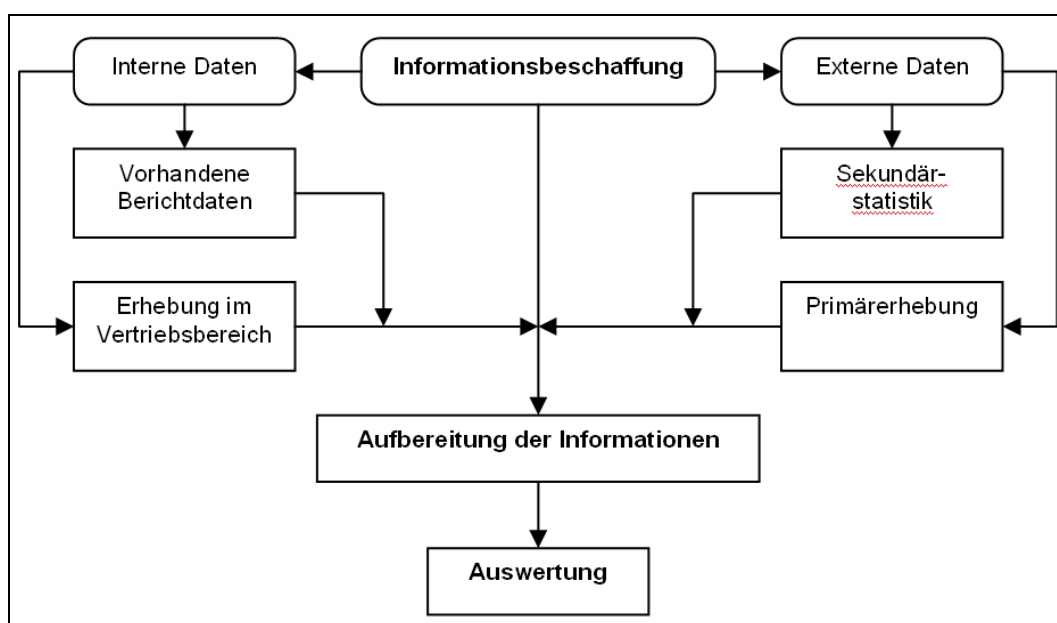 Interne Daten
Informationsbeschaffung
Externe Daten
Vorhandene
Berichtdaten
Sekundär-
statistik
Erhebung im
Vertriebsbereich
Primärerhebung
Aufbereitung der Informationen
Auswertung